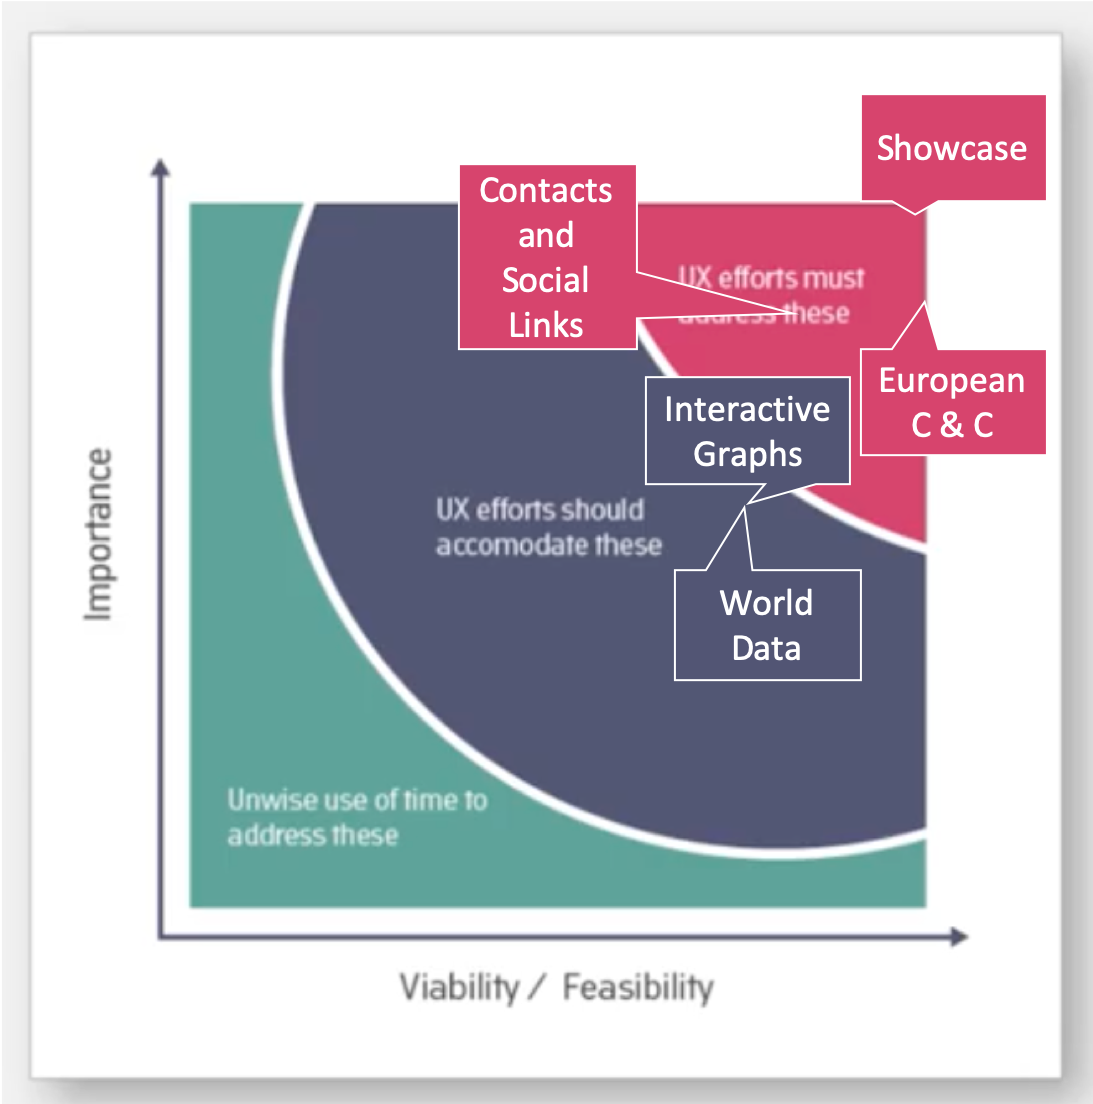 Showcase
Contacts
and
Social
Links
UX efforts must
address these
European
C & C
Interactive
Graphs
UX efforts should
accomodate these
World
Data
Unwise use of time to
address these
Importance
Viability / Feasibility